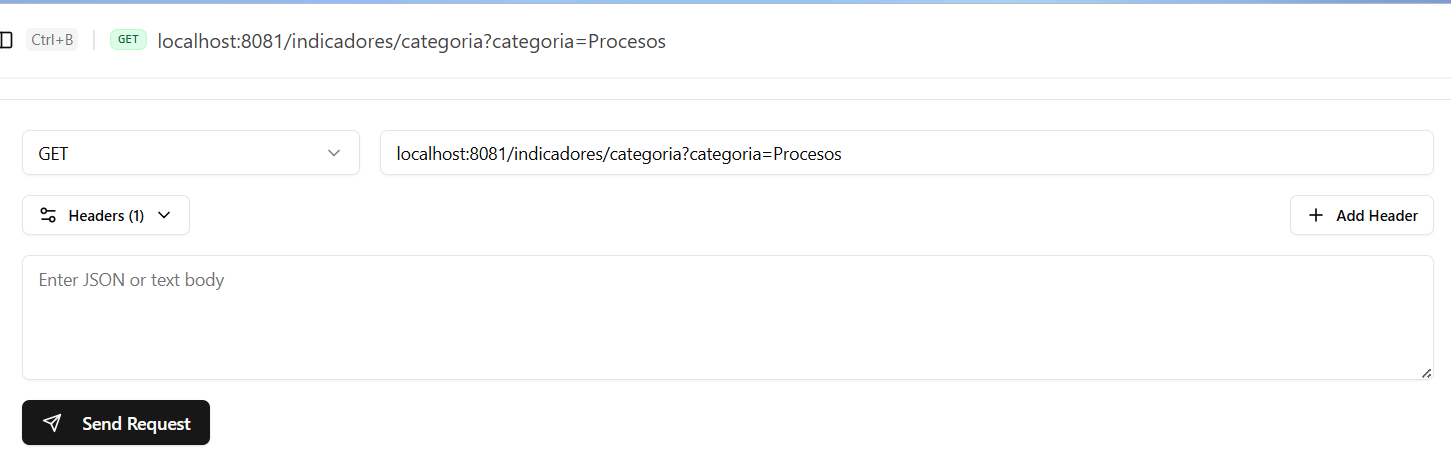 Ctrl+B GET localhost:8081/indicadores/categoria?categoria=Procesos
GET localhost:8081/indicadores/categoria?categoria=Procesos
Headers (1) Add Header
Enter JSON or text body
Send Request